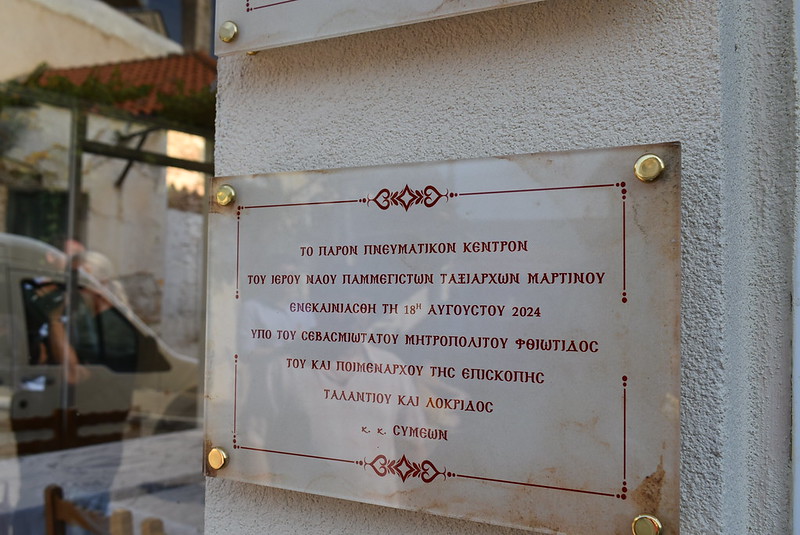 ΤΟ ΠΑΡΟΝ ΠΝΕΥΜΑΤΙΚΟΝ ΚΕΝΤΡΟΝ
ΤΟΥ ΙΕΡΟΥ ΝΑΟΥ ΠΑΜΜΕΓΙϹΤΩΝ ΤΑΞΙΑΡΧΩΝ ΜΑΡΤΙΝΟΥ
ΕΝΕΚΑΙΝΙΑϹΘΗ ΤΗ 18ᴴ ΑΥΓΟΥϹΤΟΥ 2024
ΥΠΟ ΤΟΥ ϹΕΒΑϹΜΙΩΤΑΤΟΥ ΜΗΤΡΟΠΟΛΙΤΟΥ ΦΘΙΩΤΙΔΟϹ
ΤΟΥ ΚΑΙ ΠΟΙΜΕΝΑΡΧΟΥ ΤΗϹ ΕΠΙϹΚΟΠΗϹ
ΤΑΛΑΝΤΙΟΥ ΚΑΙ ΛΟΚΡΙΔΟϹ
κ. κ. ϹΥΜΕΩΝ